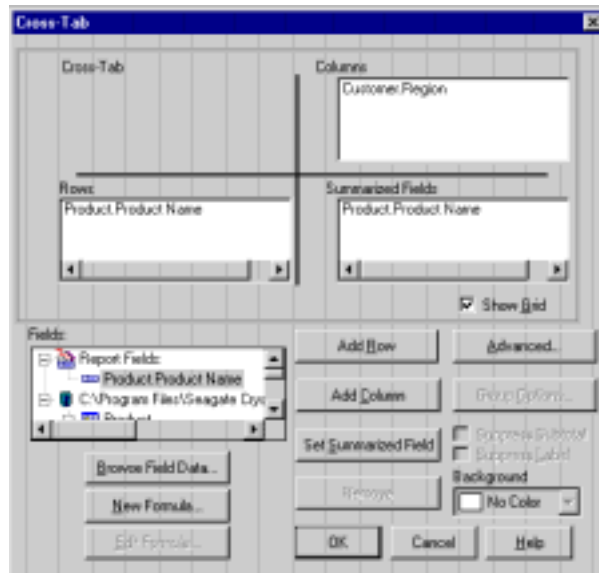 Cross-Tab
Cross-Tab
Columns
Customer.Region
Rows
Summarized Fields
Product.Product Name
Product.Product Name
Show Grid
Fields:
Report Fields:
Product.Product Name
C:\Program Files\Seagate Crys
Product
Add Row
Advanced...
Add Column
Group Options...
Set Summarized Field
Suppress Subtotal
Suppress Label
Browse Field Data...
Remove
Background
No Color
New Formula...
Edit Formula...
OK
Cancel
Help